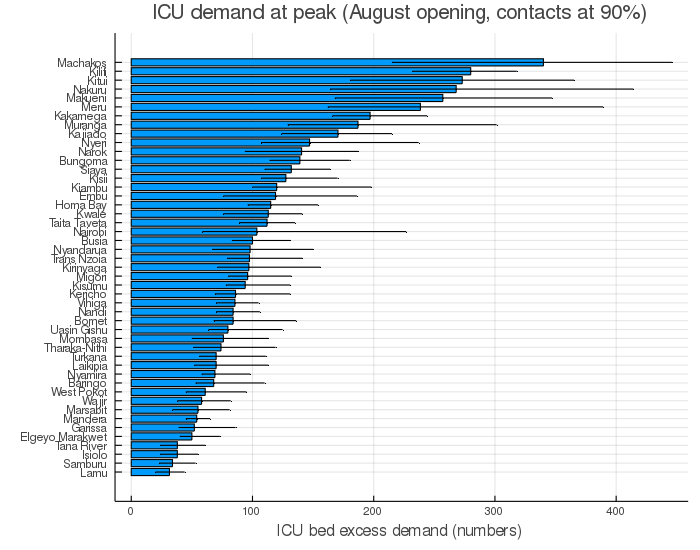 ICU demand at peak (August opening, contacts at 90%)
Machakos
Kilifi
Kitui
Nakuru
Makueni
Meru
Kakamega
Muranga
Kajiado
Nyeri
Narok
Bungoma
Siaya
Kisii
Kiambu
Embu
Homa Bay
Kwale
Taita Taveta
Nairobi
Busia
Nyandarua
Trans Nzoia
Kirinyaga
Migori
Kisumu
Kericho
Vihiga
Nandi
Bomet
Uasin Gishu
Mombasa
Tharaka-Nithi
Turkana
Laikipia
Nyamira
Baringo
West Pokot
Wajir
Marsabit
Mandera
Garissa
Elgeyo Marakwet
Tana River
Isiolo
Samburu
Lamu
0 100 200 300 400
ICU bed excess demand (numbers)